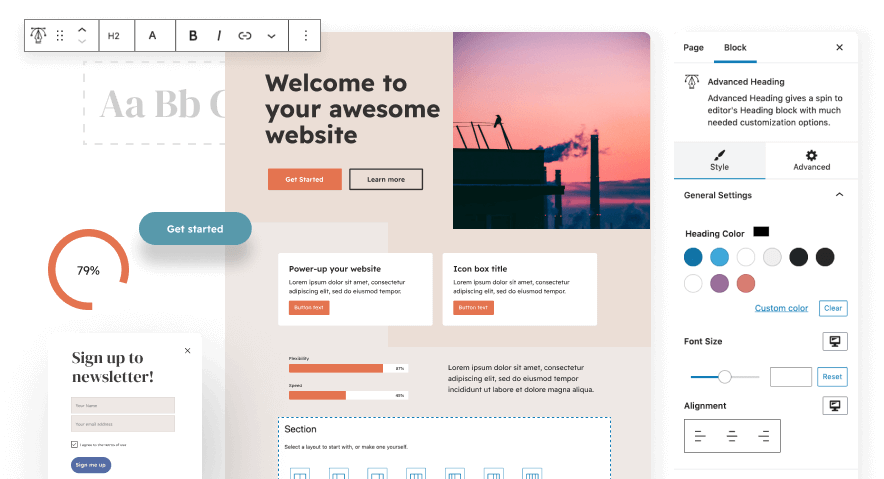 H2
A
B
I
Aa Bb C
Welcome to
your awesome
website
Get Started
Learn more
Get started
79%
Power-up your website
Lorem ipsum dolor sit amet, consectetur
adipiscing elit, sed do eiusmod tempor.
Button text
Icon box title
Lorem ipsum dolor sit amet, consectetur
adipiscing elit, sed do eiusmod tempor.
Button text
Sign up to
newsletter!
Your Name
Your email address
I agree to the terms of use
Sign me up
Flexibility
87%
Speed
Lorem ipsum dolor sit amet, consectetur
adipiscing elit, sed do eiusmod tempor
incididunt ut labore et dolore magna aliqua.
Section
Select a layout to start with, or make one yourself.
Page
Block
Advanced Heading
Advanced Heading gives a spin to
editor's Heading block with much
needed customization options.
Style
Advanced
General Settings
Heading Color
Custom color
Clear
Font Size
Reset
Alignment